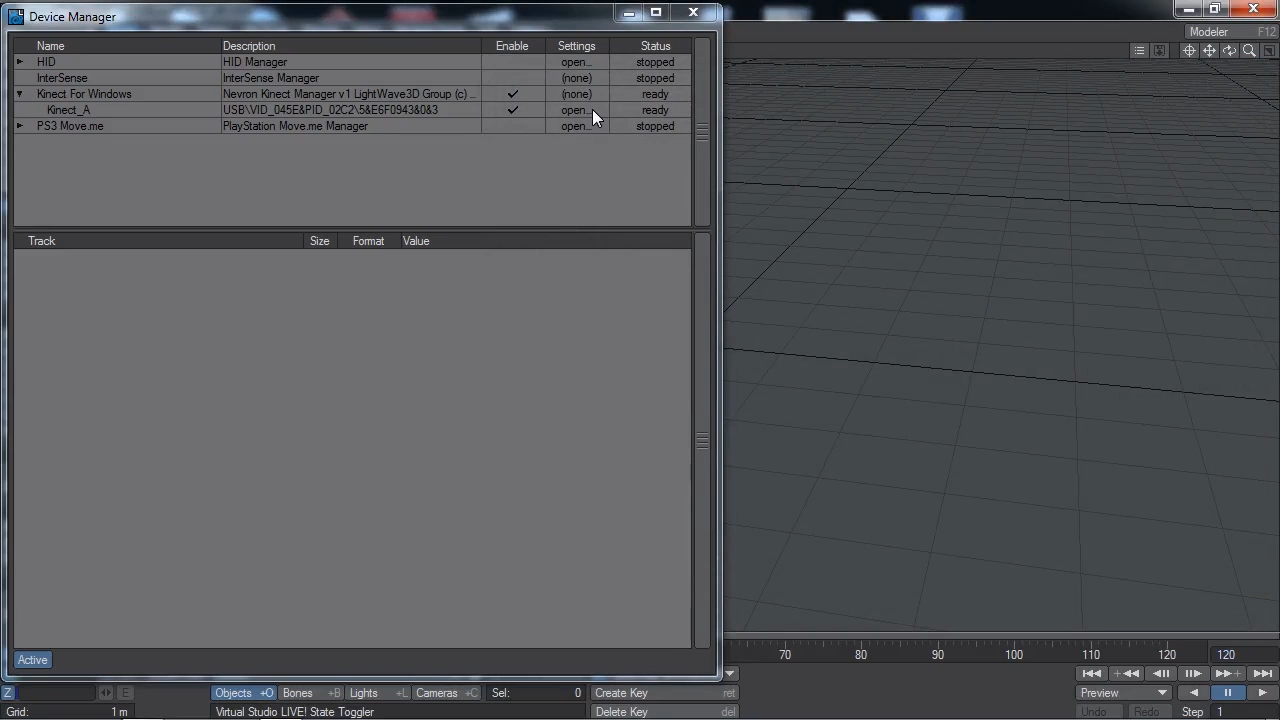 Device Manager
Modeler F12
Name Description Enable Settings Status
HID HID Manager open... stopped
InterSense InterSense Manager (none) stopped
Kinect For Windows Nevron Kinect Manager v1 LightWave3D Group (c) ... (none) ready
Kinect_A USB\VID_045E&PID_02C2\5&E6F0943&0&3 open... ready
PS3 Move.me PlayStation Move.me Manager open... stopped
Track Size Format Value
70 80 90 100 110 120 120
Active
Z E Objects +O Bones +B Lights +L Cameras +C Sel: 0 Create Key ret Preview
Grid: 1 m Virtual Studio LIVE! State Toggler Delete Key del Undo Redo Step 1